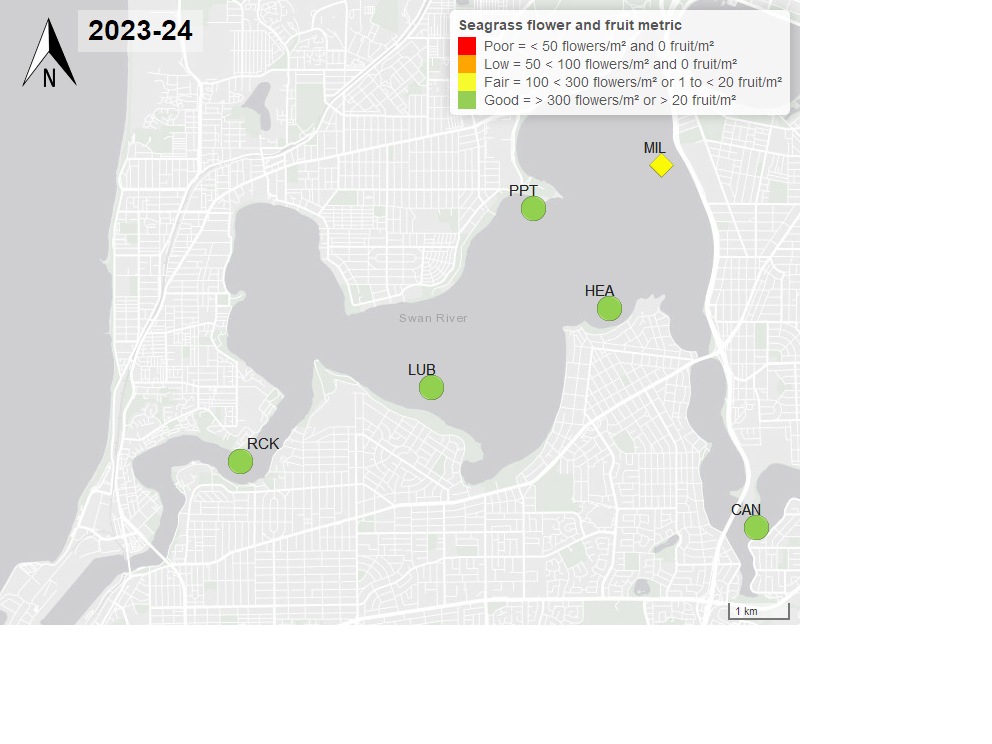 2023-24
N
Seagrass flower and fruit metric
Poor = < 50 flowers/m² and 0 fruit/m²
Low = 50 < 100 flowers/m² and 0 fruit/m²
Fair = 100 < 300 flowers/m² or 1 to < 20 fruit/m²
Good = > 300 flowers/m² or > 20 fruit/m²
MIL
PPT
HEA
Swan River
LUB
RCK
CAN
1 km